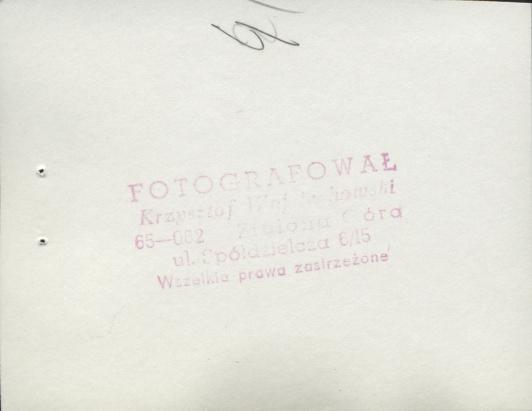 FOTOGRAFOWAŁ
Krzysztof
65—062 Zielona Góra
ul. Spółdzielcza 6/15
Wszelkie prawa zastrzeżone